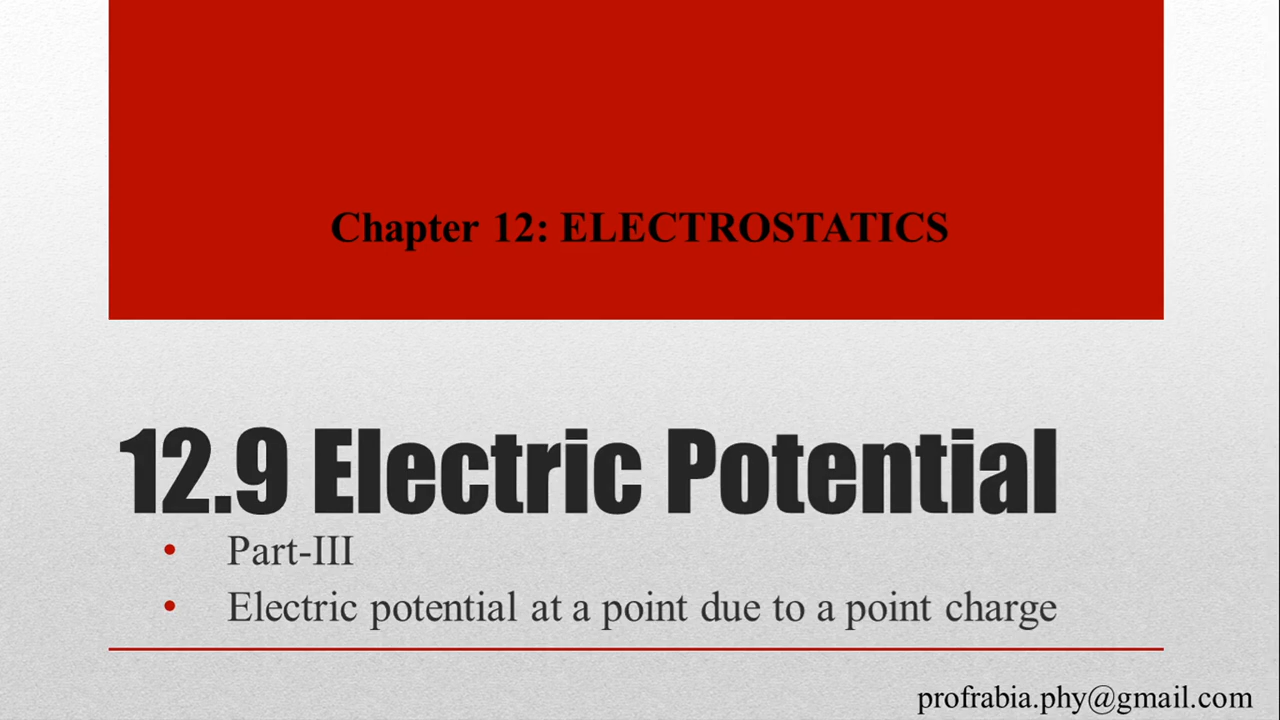 Chapter 12: ELECTROSTATICS
12.9 Electric Potential
• Part-III
• Electric potential at a point due to a point charge
profrabia.phy@gmail.com